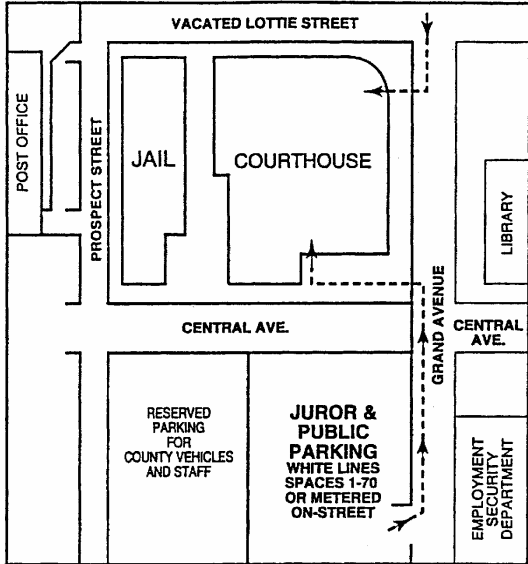 VACATED LOTTIE STREET
POST OFFICE
PROSPECT STREET
JAIL
COURTHOUSE
LIBRARY
GRAND AVENUE
CENTRAL AVE.
CENTRAL
AVE.
RESERVED
PARKING
FOR
COUNTY VEHICLES
AND STAFF
JUROR &
PUBLIC
PARKING
WHITE LINES
SPACES 1-70
OR METERED
ON-STREET
EMPLOYMENT
SECURITY
DEPARTMENT